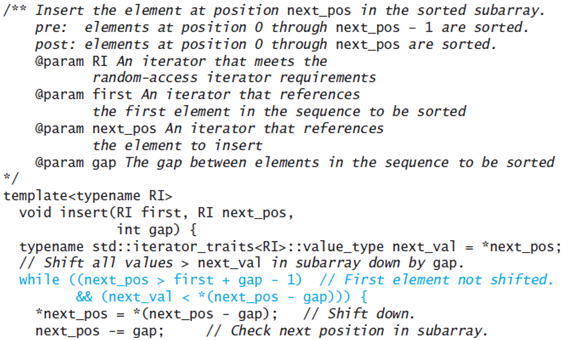 /** Insert the element at position next_pos in the sorted subarray.
pre: elements at position 0 through next_pos - 1 are sorted.
post: elements at position 0 through next_pos are sorted.
@param RI An iterator that meets the
random-access iterator requirements
@param first An iterator that references
the first element in the sequence to be sorted
@param next_pos An iterator that references
the element to insert
@param gap The gap between elements in the sequence to be sorted
*/
template<typename RI>
void insert(RI first, RI next_pos,
int gap) {
typename std::iterator_traits<RI>::value_type next_val = *next_pos;
// Shift all values > next_val in subarray down by gap.
while ((next_pos > first + gap - 1) // First element not shifted.
&& (next_val < *(next_pos - gap))) {
*next_pos = *(next_pos - gap); // Shift down.
next_pos -= gap; // Check next position in subarray.